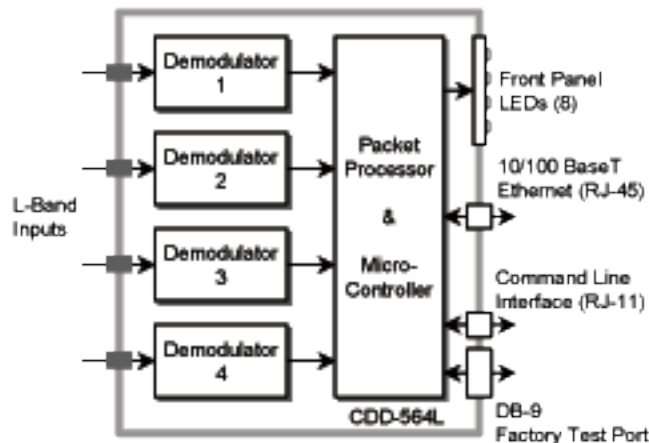 Demodulator
1
Demodulator
2
Demodulator
3
Demodulator
4
L-Band
Inputs
Packet
Processor
&
Micro-
Controller
CDD-564L
Front Panel
LEDs (8)
10/100 BaseT
Ethernet (RJ-45)
Command Line
Interface (RJ-11)
DB-9
Factory Test Port